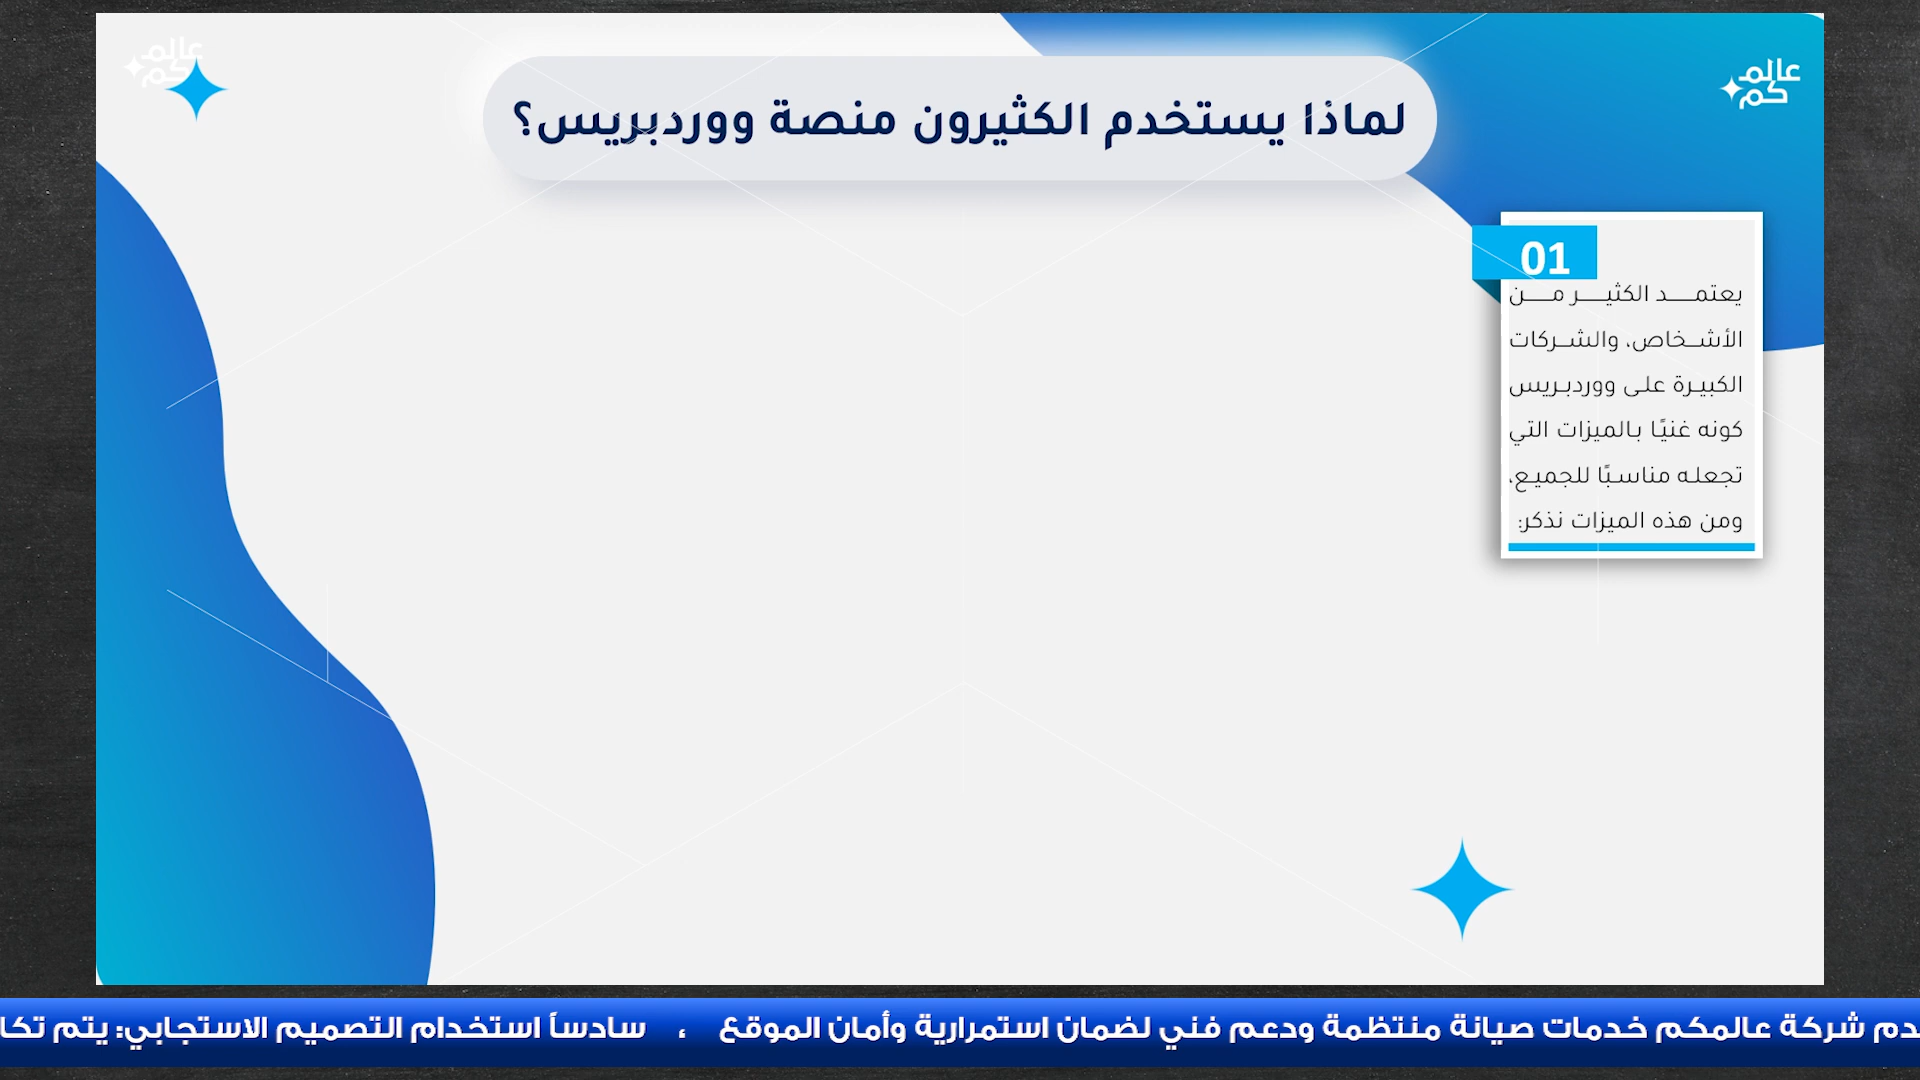 عالم
كم
عالم
كم
لماذا يستخدم الكثيرون منصة ووردبريس؟
01
يعتمد الكثير من
الأشخاص، والشركات
الكبيرة على ووردبريس
كونه غنيًا بالميزات التي
تجعله مناسبًا للجميع،
ومن هذه الميزات نذكر:
شركة عالمكم خدمات صيانة منتظمة ودعم فني لضمان استمرارية وأمان الموقع ، سادساً استخدام التصميم الاستجابي: يتم